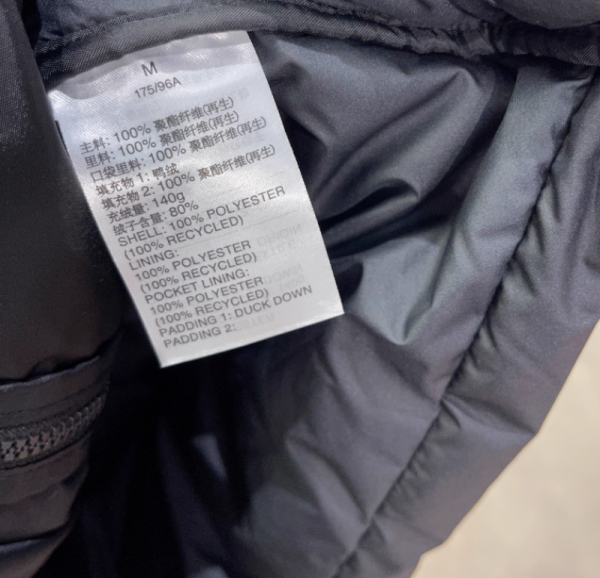 M
175/96A
主料: 100% 聚酯纤维(再生)
里料: 100% 聚酯纤维(再生)
口袋里料: 100% 聚酯纤维(再生)
填充物 1: 鸭绒
填充物 2: 100% 聚酯纤维(再生)
充绒量: 140g
绒子含量: 80%
SHELL: 100% POLYESTER
(100% RECYCLED)
LINING:
100% POLYESTER
(100% RECYCLED)
POCKET LINING:
100% POLYESTER
(100% RECYCLED)
PADDING 1: DUCK DOWN
PADDING 2: